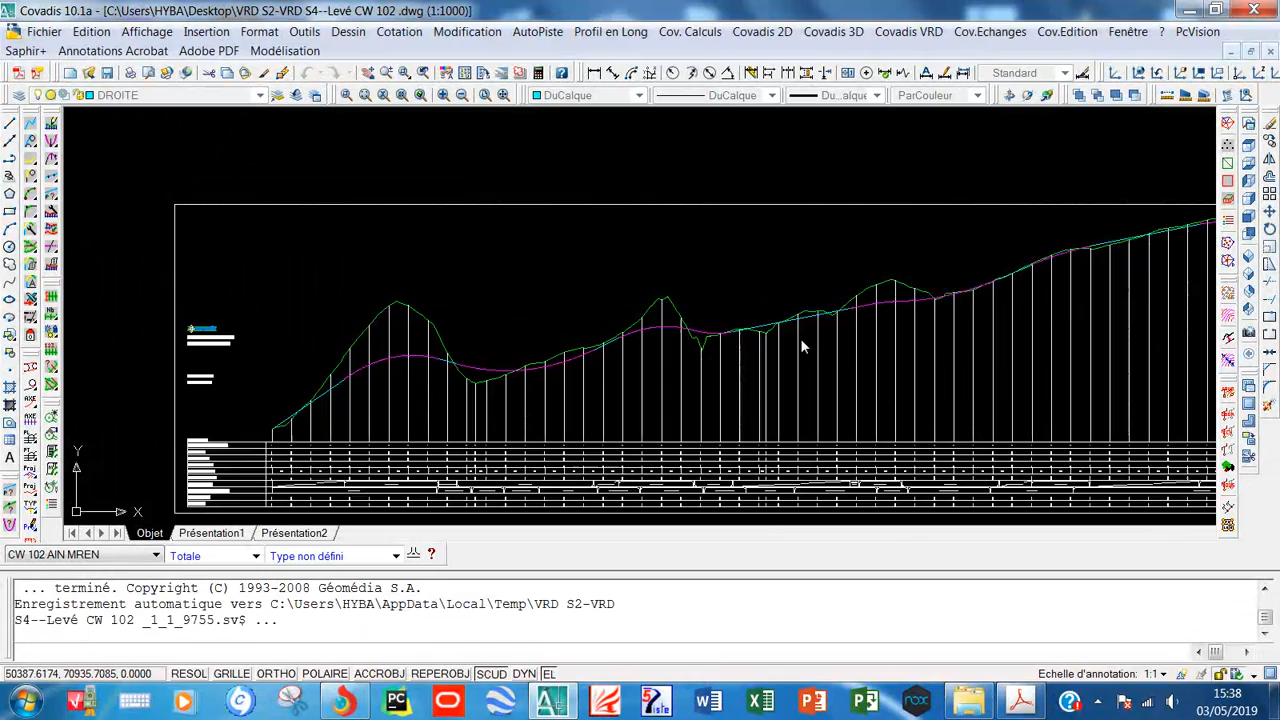 Covadis 10.1a - [C:\Users\HYBA\Desktop\VRD S2-VRD S4--Levé CW 102 .dwg (1:1000)]
Fichier Edition Affichage Insertion Format Outils Dessin Cotation Modification AutoPiste Profil en Long Cov. Calculs Covadis 2D Covadis 3D Covadis VRD Cov.Echanges Cov.Edition Fenêtre ? PcVision
Saphir+ Annotations Acrobat Adobe PDF Modélisation
Standard
DROITE DuCalque DuCalque Du...alque ParCouleur
Y
X
Objet Présentation1 Présentation2
CW 102 AIN MREN Totale Type non défini ?
... terminé. Copyright (C) 1993-2008 Géomédia S.A.
Enregistrement automatique vers C:\Users\HYBA\AppData\Local\Temp\VRD S2-VRD
S4--Levé CW 102 _1_1_9755.sv$ ...
50387.6174, 70935.7085, 0.0000 RESOL GRILLE ORTHO POLAIRE ACCROBJ REPEROBJ SCUD DYN EL Echelle d'annotation: 1:1
15:38
03/05/2019